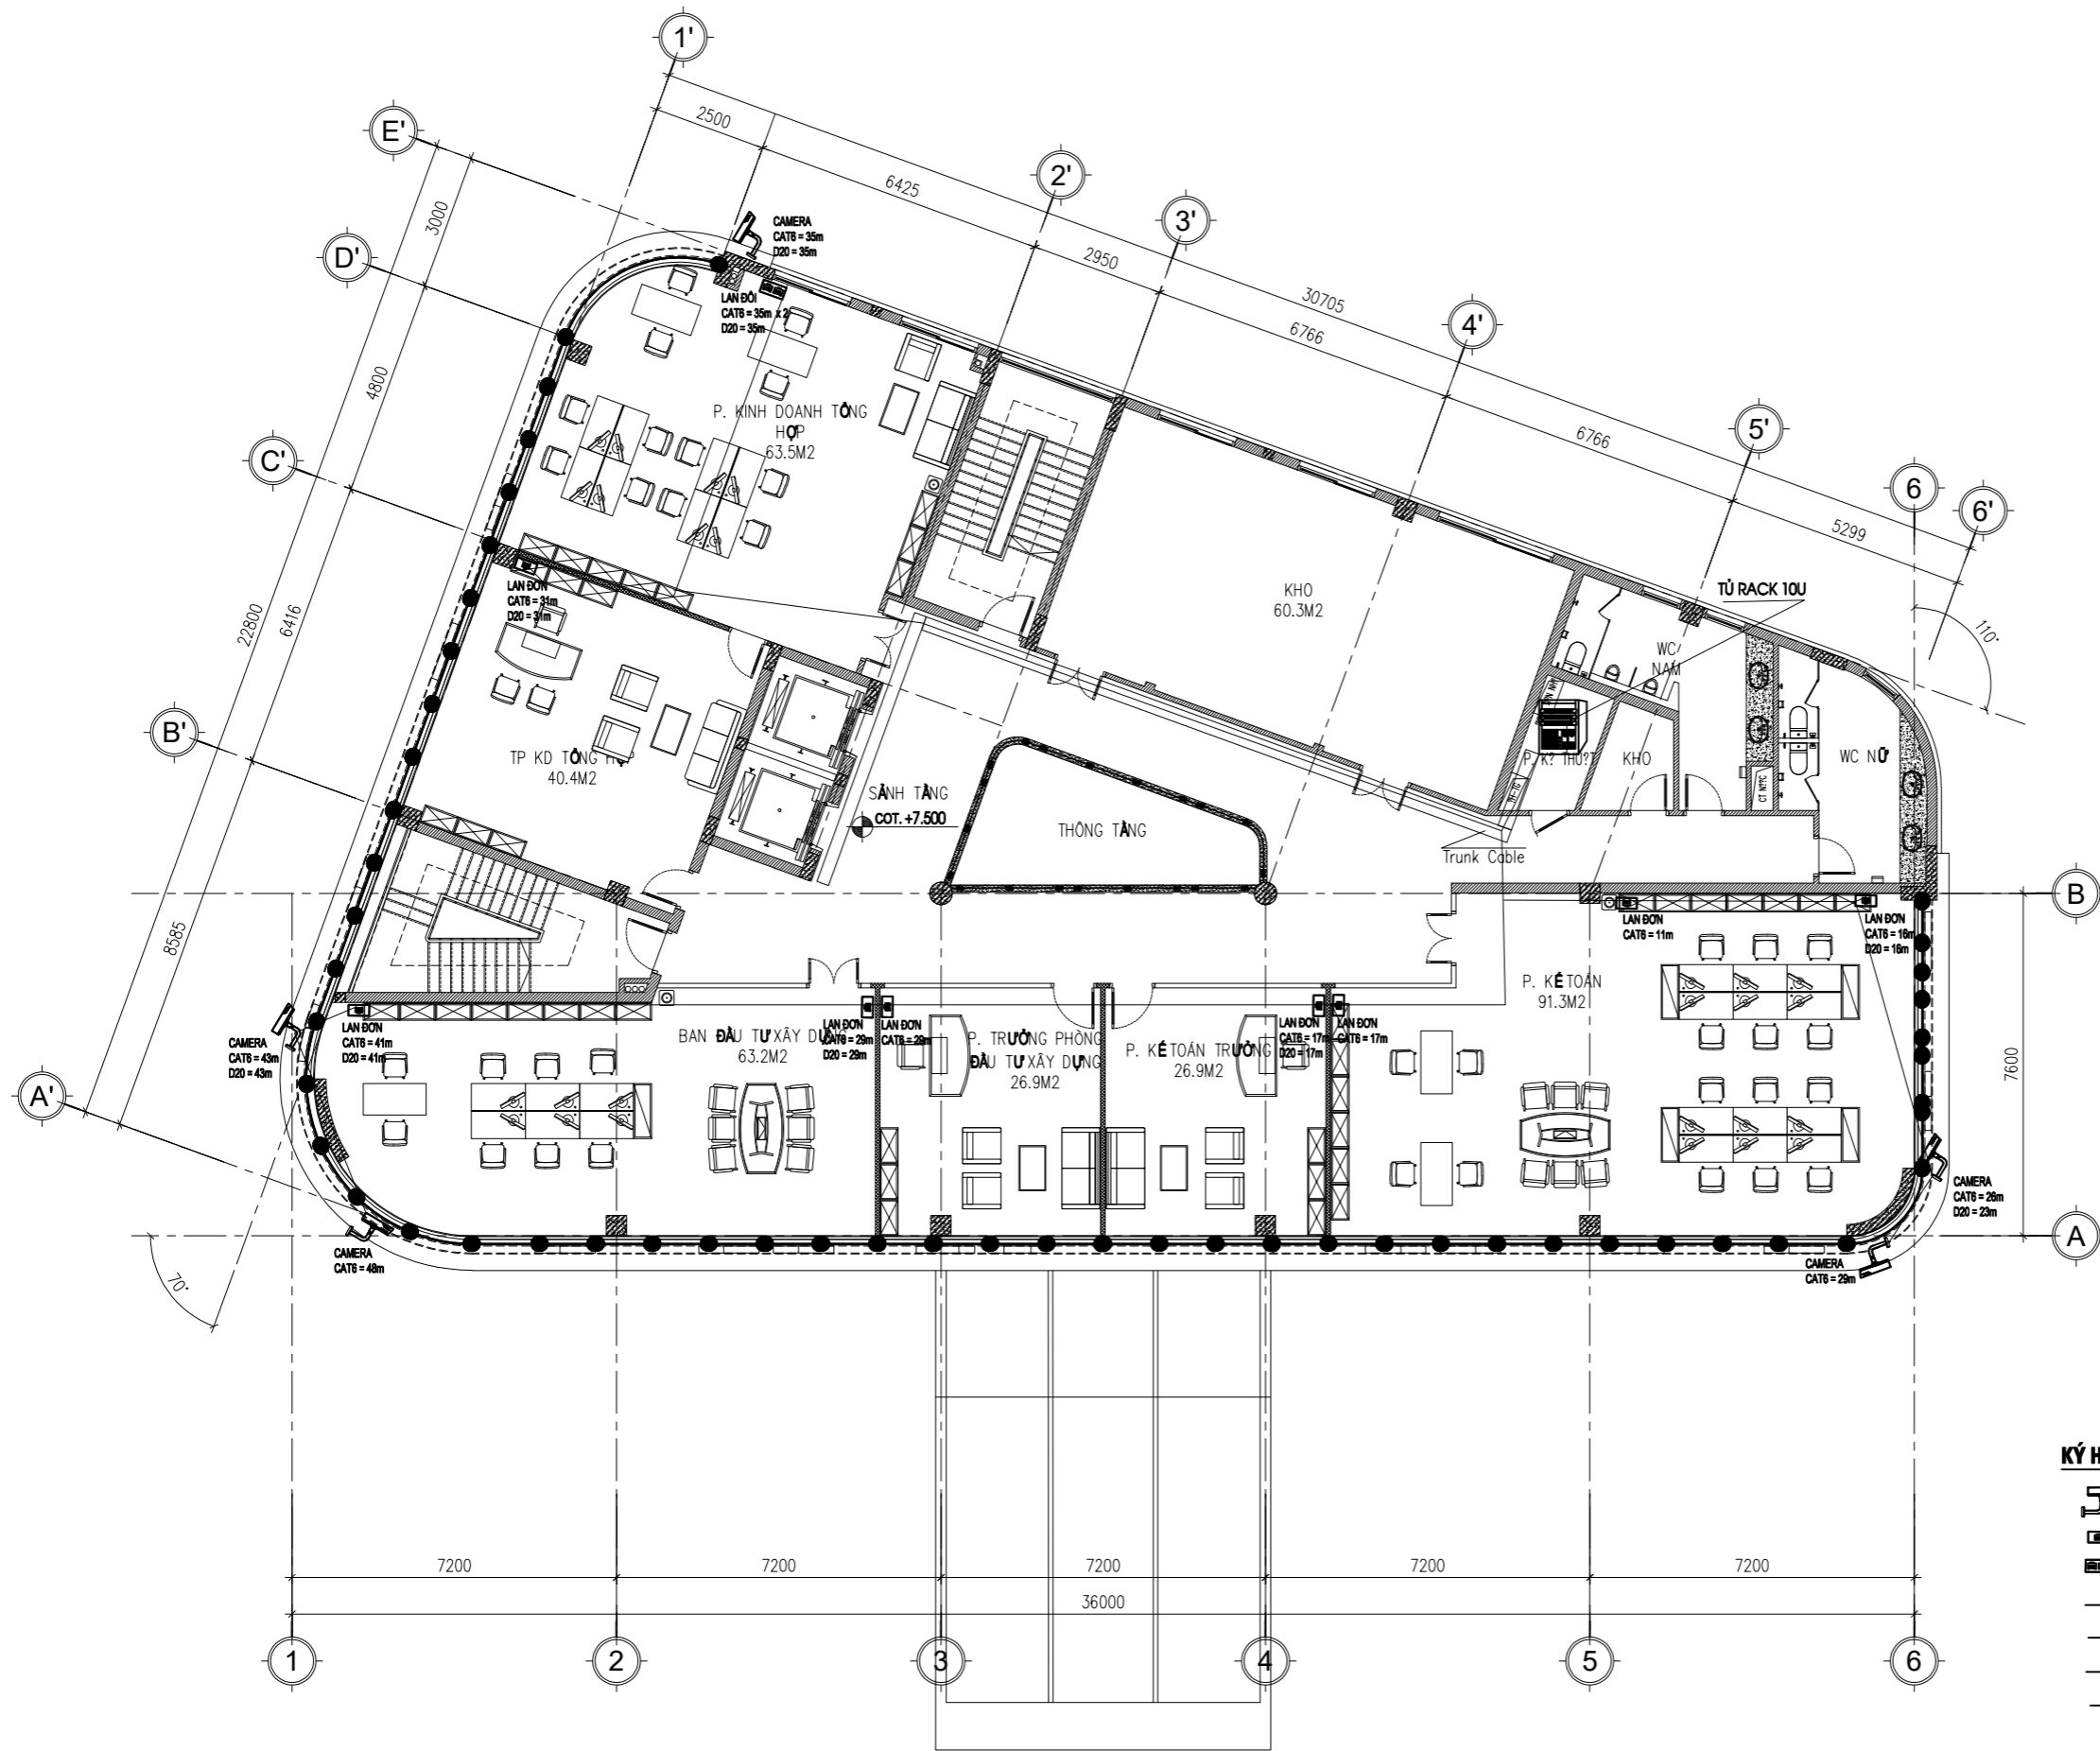 1'
E'
2500
6425
2'
3'
2950
3000
D'
CAMERA
CAT6 = 35m
D20 = 35m
30705
6766
4'
LAN ĐÔI
CAT6 = 35m x 2
D20 = 35m
4800
P. KINH DOANH TỔNG
HỢP
63.5M2
6766
5'
C'
6
6'
5299
22800
6416
LAN ĐƠN
CAT6 = 31m
D20 = 31m
KHO
60.3M2
TỦ RACK 10U
110°
WC
NAM
B'
TP KD TỔNG HỢP
40.4M2
SẢNH TẦNG
COT. +7.500
THÔNG TẦNG
P. K? THU?T
KHO
CT NTTC
WC NỮ
Trunk Cable
B
8585
LAN ĐƠN
CAT6 = 11m
LAN ĐƠN
CAT6 = 16m
D20 = 16m
P. KẾ TOÁN
91.3M2
CAMERA
CAT6 = 43m
D20 = 43m
LAN ĐƠN
CAT6 = 41m
D20 = 41m
BAN ĐẦU TƯ XÂY DỰNG
63.2M2
LAN ĐƠN
CAT6 = 29m
D20 = 29m
LAN ĐƠN
CAT6 = 29m
P. TRƯỞNG PHÒNG
ĐẦU TƯ XÂY DỰNG
26.9M2
P. KẾ TOÁN TRƯỞNG
26.9M2
LAN ĐƠN
CAT6 = 17m
D20 = 17m
LAN ĐƠN
CAT6 = 17m
7600
A'
CAMERA
CAT6 = 26m
D20 = 23m
A
CAMERA
CAT6 = 48m
CAMERA
CAT6 = 29m
70°
KÝ H
7200
7200
7200
7200
7200
36000
1
2
3
4
5
6